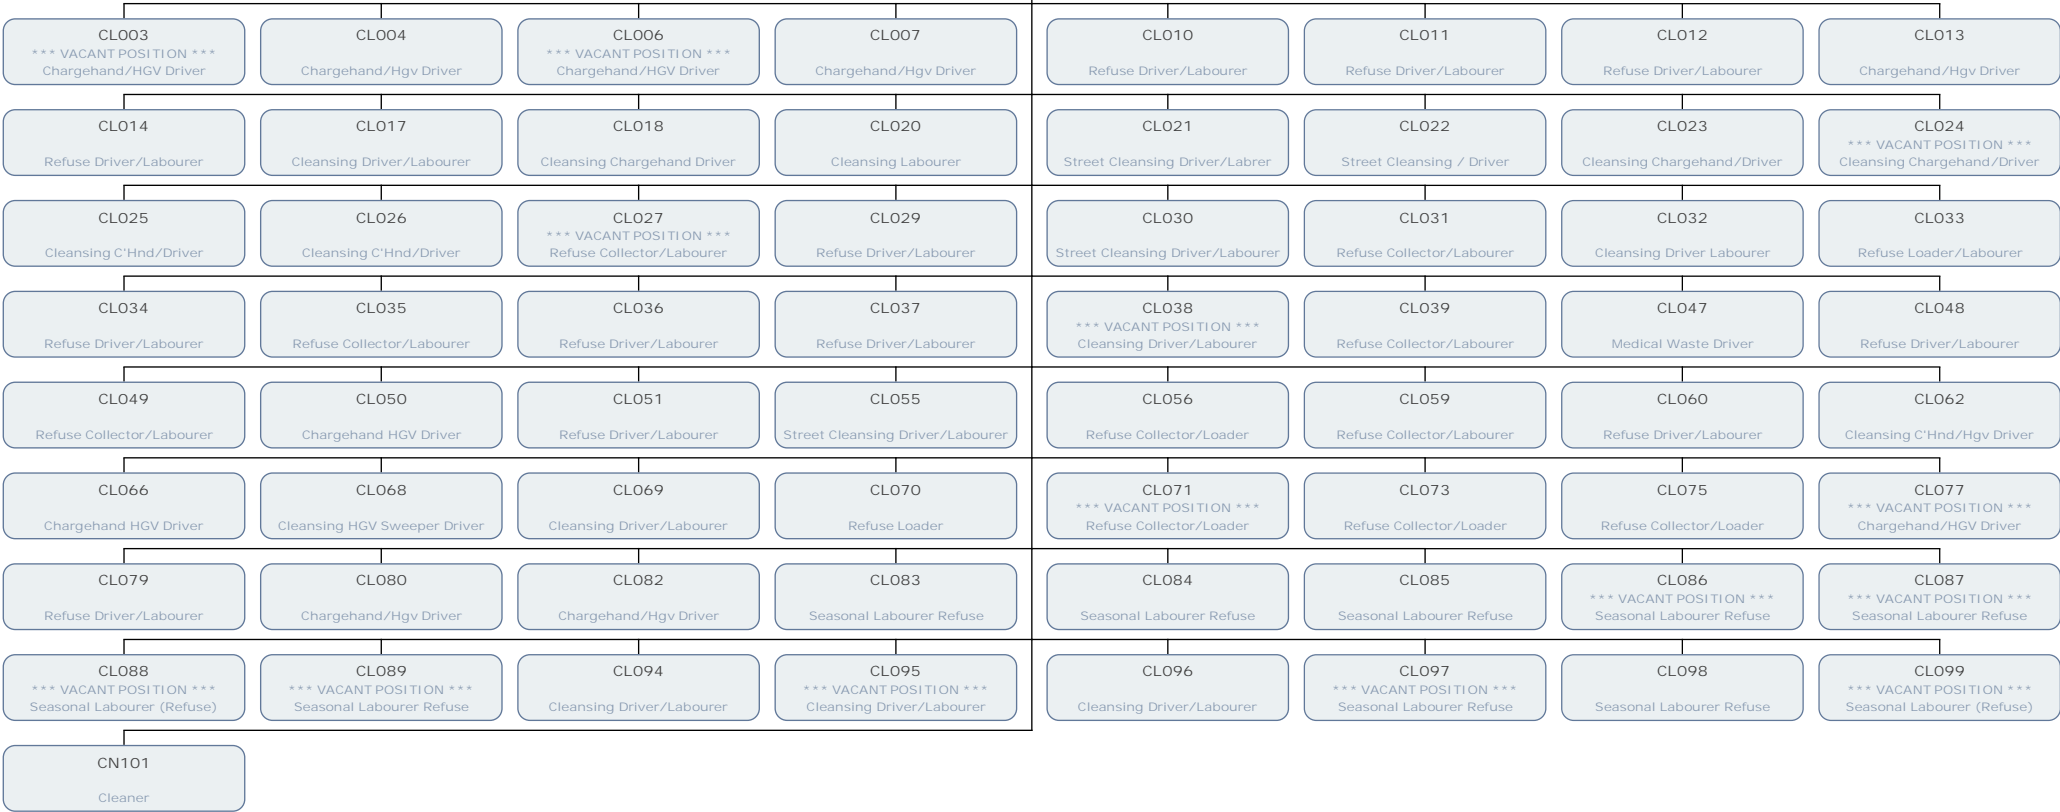 CL003
*** VACANT POSITION ***
Chargehand/HGV Driver
CL004
Chargehand/Hgv Driver
CL006
*** VACANT POSITION ***
Chargehand/HGV Driver
CL007
Chargehand/Hgv Driver
CL010
Refuse Driver/Labourer
CL011
Refuse Driver/Labourer
CL012
Refuse Driver/Labourer
CL013
Chargehand/Hgv Driver
CL014
Refuse Driver/Labourer
CL017
Cleansing Driver/Labourer
CL018
Cleansing Chargehand Driver
CL020
Cleansing Labourer
CL021
Street Cleansing Driver/Labrer
CL022
Street Cleansing / Driver
CL023
Cleansing Chargehand/Driver
CL024
*** VACANT POSITION ***
Cleansing Chargehand/Driver
CL025
Cleansing C'Hnd/Driver
CL026
Cleansing C'Hnd/Driver
CL027
*** VACANT POSITION ***
Refuse Collector/Labourer
CL029
Refuse Driver/Labourer
CL030
Street Cleansing Driver/Labourer
CL031
Refuse Collector/Labourer
CL032
Cleansing Driver Labourer
CL033
Refuse Loader/Labourer
CL034
Refuse Driver/Labourer
CL035
Refuse Collector/Labourer
CL036
Refuse Driver/Labourer
CL037
Refuse Driver/Labourer
CL038
*** VACANT POSITION ***
Cleansing Driver/Labourer
CL039
Refuse Collector/Labourer
CL047
Medical Waste Driver
CL048
Refuse Driver/Labourer
CL049
Refuse Collector/Labourer
CL050
Chargehand HGV Driver
CL051
Refuse Driver/Labourer
CL055
Street Cleansing Driver/Labourer
CL056
Refuse Collector/Loader
CL059
Refuse Collector/Labourer
CL060
Refuse Driver/Labourer
CL062
Cleansing C'Hnd/Hgv Driver
CL066
Chargehand HGV Driver
CL068
Cleansing HGV Sweeper Driver
CL069
Cleansing Driver/Labourer
CL070
Refuse Loader
CL071
*** VACANT POSITION ***
Refuse Collector/Loader
CL073
Refuse Collector/Loader
CL075
Refuse Collector/Loader
CL077
*** VACANT POSITION ***
Chargehand/HGV Driver
CL079
Refuse Driver/Labourer
CL080
Chargehand/Hgv Driver
CL082
Chargehand/Hgv Driver
CL083
Seasonal Labourer Refuse
CL084
Seasonal Labourer Refuse
CL085
Seasonal Labourer Refuse
CL086
*** VACANT POSITION ***
Seasonal Labourer Refuse
CL087
*** VACANT POSITION ***
Seasonal Labourer Refuse
CL088
*** VACANT POSITION ***
Seasonal Labourer (Refuse)
CL089
*** VACANT POSITION ***
Seasonal Labourer Refuse
CL094
Cleansing Driver/Labourer
CL095
*** VACANT POSITION ***
Cleansing Driver/Labourer
CL096
Cleansing Driver/Labourer
CL097
*** VACANT POSITION ***
Seasonal Labourer Refuse
CL098
Seasonal Labourer Refuse
CL099
*** VACANT POSITION ***
Seasonal Labourer (Refuse)
CN101
Cleaner